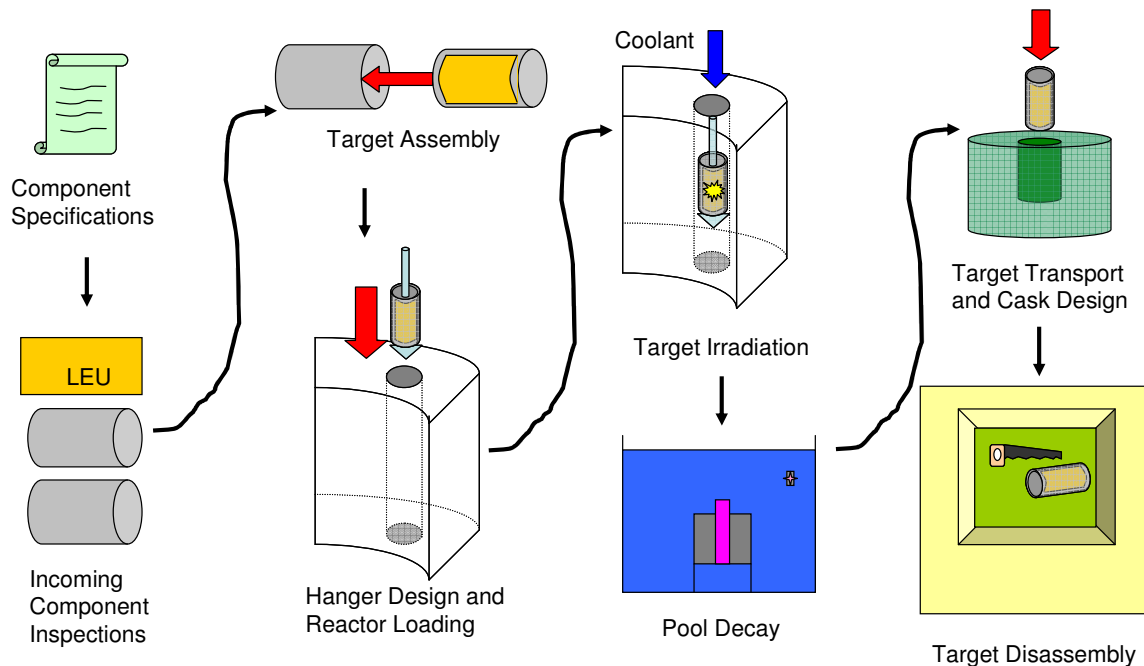 Component
Specifications
LEU
Incoming
Component
Inspections
Target Assembly
Hanger Design and
Reactor Loading
Coolant
Target Irradiation
Pool Decay
Target Transport
and Cask Design
Target Disassembly